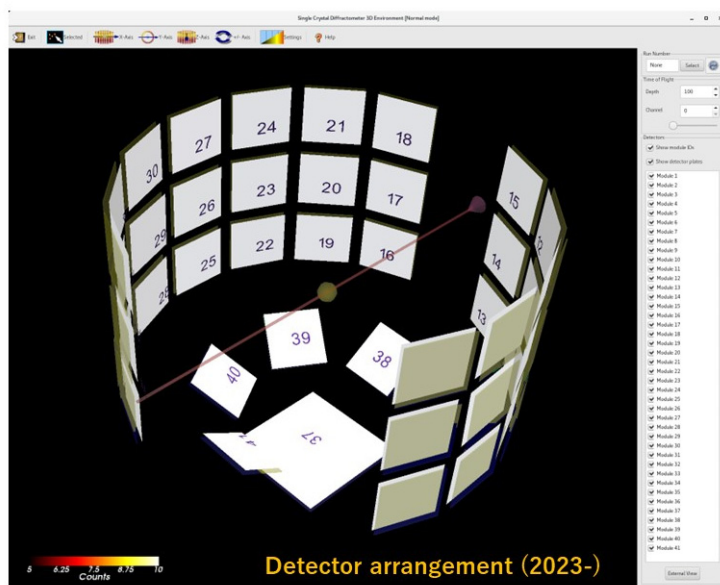 Single Crystal Diffractometer 3D Environment [Normal mode]
Exit
Selected
X-Axis
Y-Axis
Z-Axis
+/- Axis
Settings
Help
Run Number
None
Select
Time of Flight
Depth
100
Channel
0
Detectors
Show module IDs
Show detector plates
Module 1
Module 2
Module 3
Module 4
Module 5
Module 6
Module 7
Module 8
Module 9
Module 10
Module 11
Module 12
Module 13
Module 14
Module 15
Module 16
Module 17
Module 18
Module 19
Module 20
Module 21
Module 22
Module 23
Module 24
Module 25
Module 26
Module 27
Module 28
Module 29
Module 30
Module 31
Module 32
Module 33
Module 34
Module 35
Module 36
Module 37
Module 38
Module 39
Module 40
Module 41
External View
30
27
24
21
18
15
29
26
23
20
17
14
28
25
22
19
16
13
40
39
38
37
5 6.25 7.5 8.75 10
Counts
Detector arrangement (2023-)